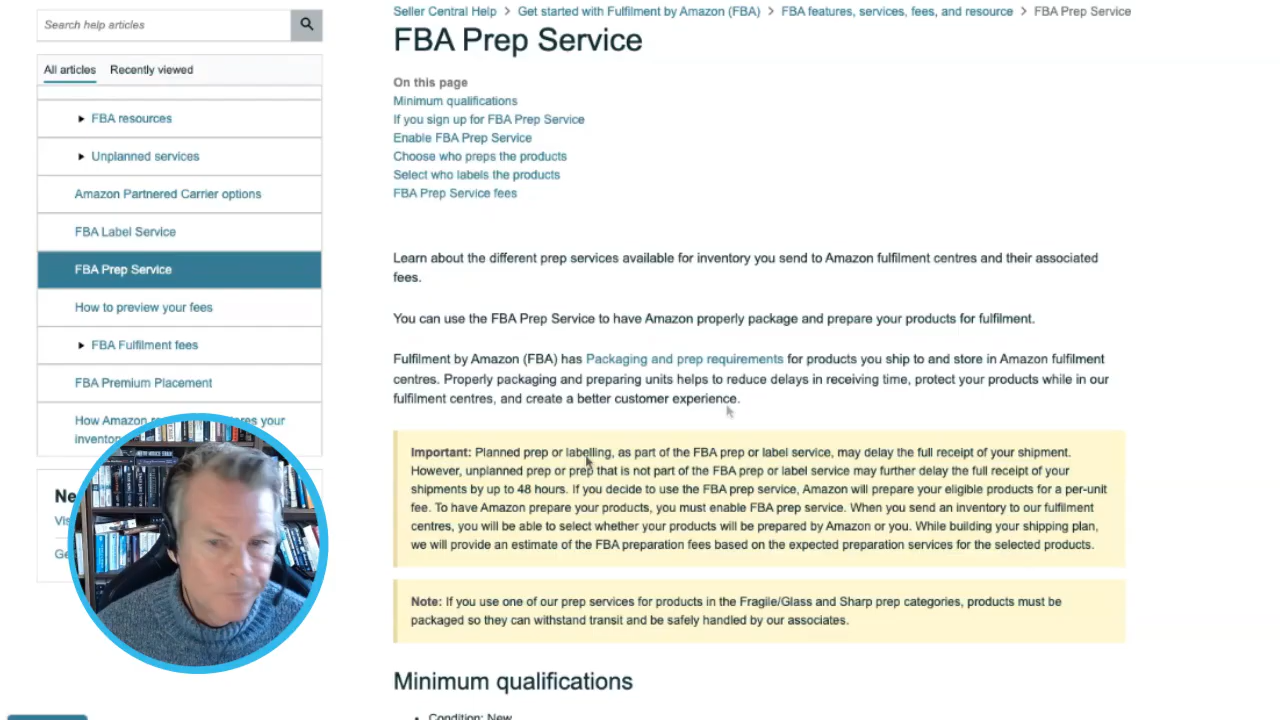 Search help articles
All articles
Recently viewed
FBA resources
Unplanned services
Amazon Partnered Carrier options
FBA Label Service
FBA Prep Service
How to preview your fees
FBA Fulfilment fees
FBA Premium Placement
How Amazon
your
Seller Central Help > Get started with Fulfilment by Amazon (FBA) > FBA features, services, fees, and resource > FBA Prep Service
FBA Prep Service
On this page
Minimum qualifications
If you sign up for FBA Prep Service
Enable FBA Prep Service
Choose who preps the products
Select who labels the products
FBA Prep Service fees
Learn about the different prep services available for inventory you send to Amazon fulfilment centres and their associated
fees.
You can use the FBA Prep Service to have Amazon properly package and prepare your products for fulfilment.
Fulfilment by Amazon (FBA) has Packaging and prep requirements for products you ship to and store in Amazon fulfilment
centres. Properly packaging and preparing units helps to reduce delays in receiving time, protect your products while in our
fulfilment centres, and create a better customer experience.
Important: Planned prep or labelling, as part of the FBA prep or label service, may delay the full receipt of your shipment.
However, unplanned prep or prep that is not part of the FBA prep or label service may further delay the full receipt of your
shipments by up to 48 hours. If you decide to use the FBA prep service, Amazon will prepare your eligible products for a per-unit
fee. To have Amazon prepare your products, you must enable FBA prep service. When you send an inventory to our fulfilment
centres, you will be able to select whether your products will be prepared by Amazon or you. While building your shipping plan,
we will provide an estimate of the FBA preparation fees based on the expected preparation services for the selected products.
Note: If you use one of our prep services for products in the Fragile/Glass and Sharp prep categories, products must be
packaged so they can withstand transit and be safely handled by our associates.
Minimum qualifications
• Condition: New